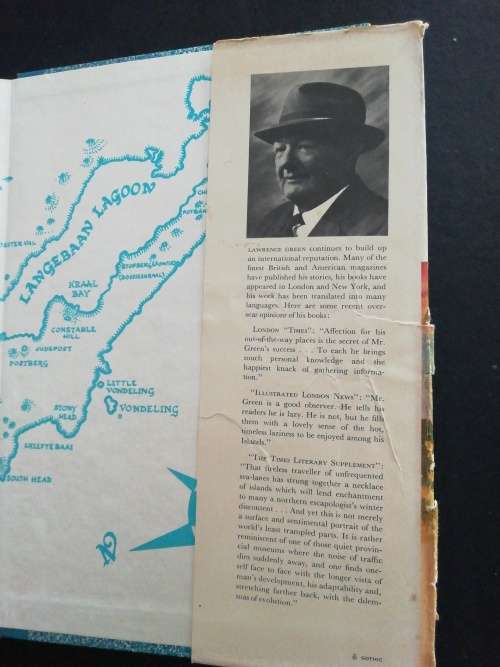 LANGEBAAN LAGOON
KRAAL
BAY
CONSTABLE
HILL
OUDEPOST
POSTBERG
LITTLE
VONDELING
VONDELING
STONY
HEAD
SOUTH HEAD
N
LAWRENCE GREEN continues to build up
an international reputation. Many of the
finest British and American magazines
have published his stories, his books have
appeared in London and New York, and
his work has been translated into many
languages. Here are some recent over-
sear opinions of his books:
LONDON "TIMES": "Affection for his
out-of-the-way places is the secret of Mr.
Green's success . . . To each he brings
much personal knowledge and the
happiest knack of gathering informa-
tion."
"ILLUSTRATED LONDON NEWS": "Mr.
Green is a good observer. He tells his
readers he is lazy. He is not, but he fills
them with a lovely sense of the hot,
timeless laziness to be enjoyed among his
Islands."
"THE TIMES LITERARY SUPPLEMENT":
"That tireless traveller of unfrequented
sea-lanes has strung together a necklace
of islands which will lend enchantment
to many a northern escapologist's winter
discontent . . . And yet this is not merely
a surface and sentimental portrait of the
world's least trampled parts. It is rather
reminiscent of one of those quiet provin-
cial museums where the noise of traffic
dies suddenly away, and one finds one-
self face to face with the longer vista of
man's development, his adaptability and,
stretching farther back, with the dilem-
mas of evolution."